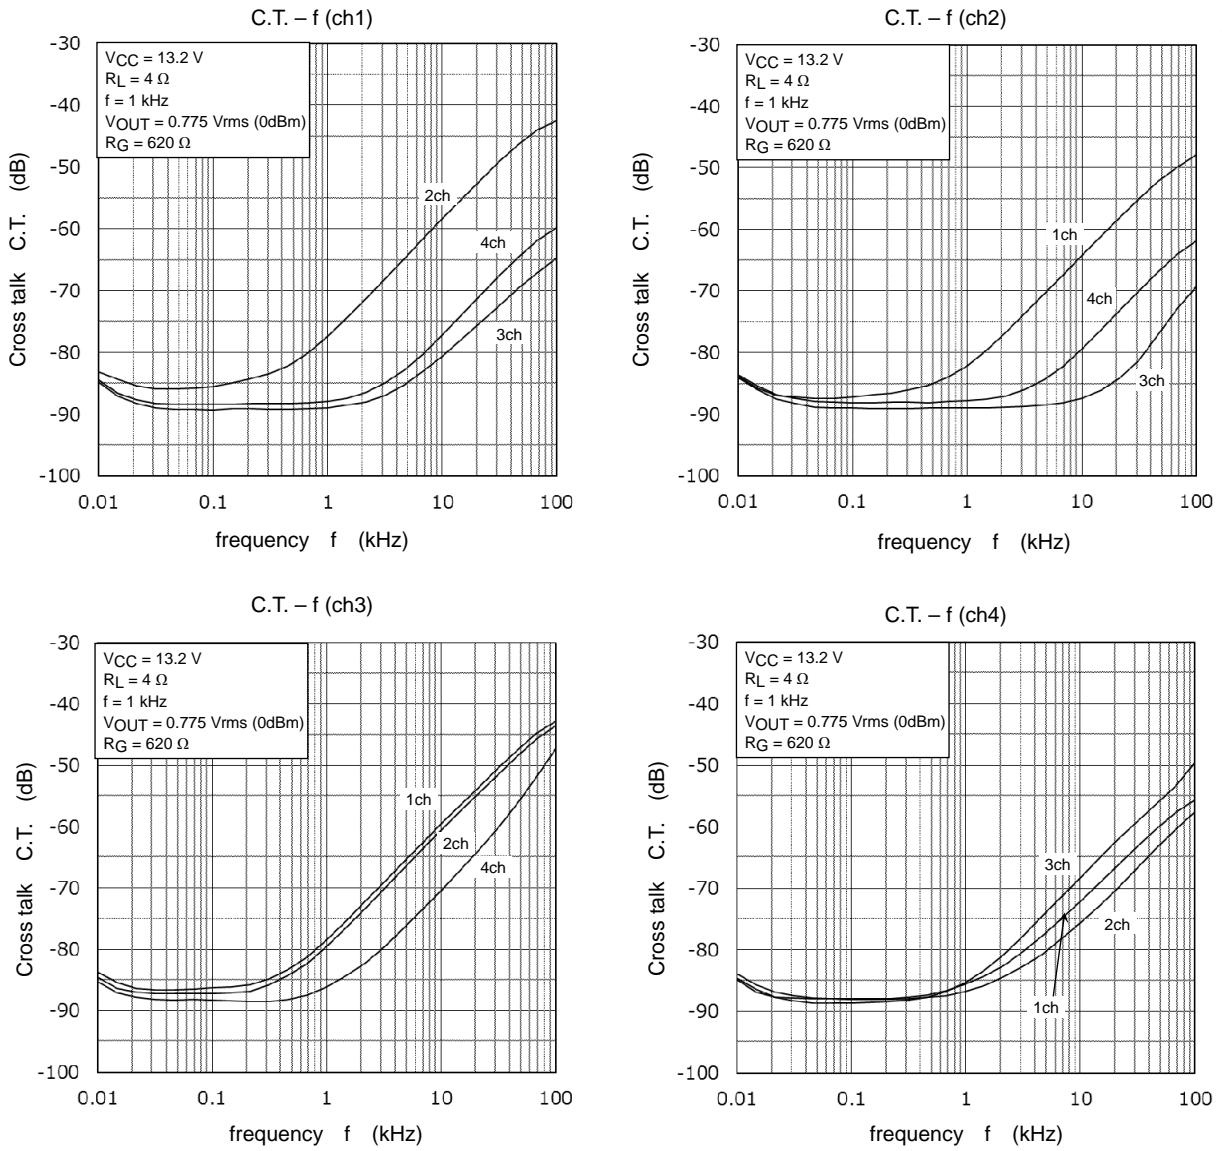 C.T. – f (ch1)
VCC = 13.2 V
RL = 4 Ω
f = 1 kHz
VOUT = 0.775 Vrms (0dBm)
RG = 620 Ω
-30
-40
-50
-60
-70
-80
-90
-100
Cross talk C.T. (dB)
2ch
4ch
3ch
0.01 0.1 1 10 100
frequency f (kHz)
C.T. – f (ch2)
VCC = 13.2 V
RL = 4 Ω
f = 1 kHz
VOUT = 0.775 Vrms (0dBm)
RG = 620 Ω
-30
-40
-50
-60
-70
-80
-90
-100
Cross talk C.T. (dB)
1ch
4ch
3ch
0.01 0.1 1 10 100
frequency f (kHz)
C.T. – f (ch3)
VCC = 13.2 V
RL = 4 Ω
f = 1 kHz
VOUT = 0.775 Vrms (0dBm)
RG = 620 Ω
-30
-40
-50
-60
-70
-80
-90
-100
Cross talk C.T. (dB)
1ch
2ch
4ch
0.01 0.1 1 10 100
frequency f (kHz)
C.T. – f (ch4)
VCC = 13.2 V
RL = 4 Ω
f = 1 kHz
VOUT = 0.775 Vrms (0dBm)
RG = 620 Ω
-30
-40
-50
-60
-70
-80
-90
-100
Cross talk C.T. (dB)
3ch
2ch
1ch
0.01 0.1 1 10 100
frequency f (kHz)